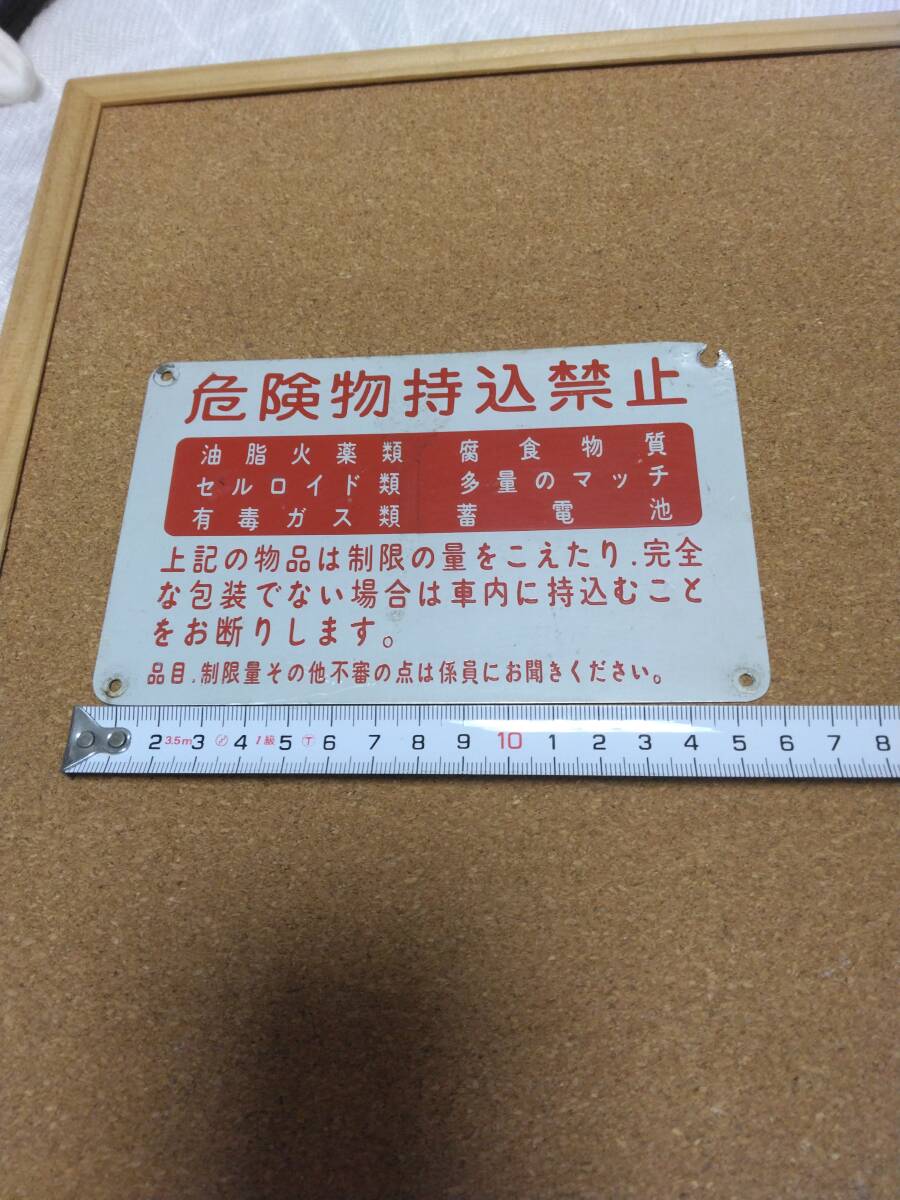 危険物持込禁止
油脂火薬類 腐食物質
セルロイド類 多量のマッチ
有毒ガス類 蓄電池
上記の物品は制限の量をこえたり、完全
な包装でない場合は車内に持込むこと
をお断りします。
品目、制限量その他不審の点は係員にお聞きください。
2 3.5m 3 4 1級 5 6 7 8 9 10 1 2 3 4 5 6 7 8